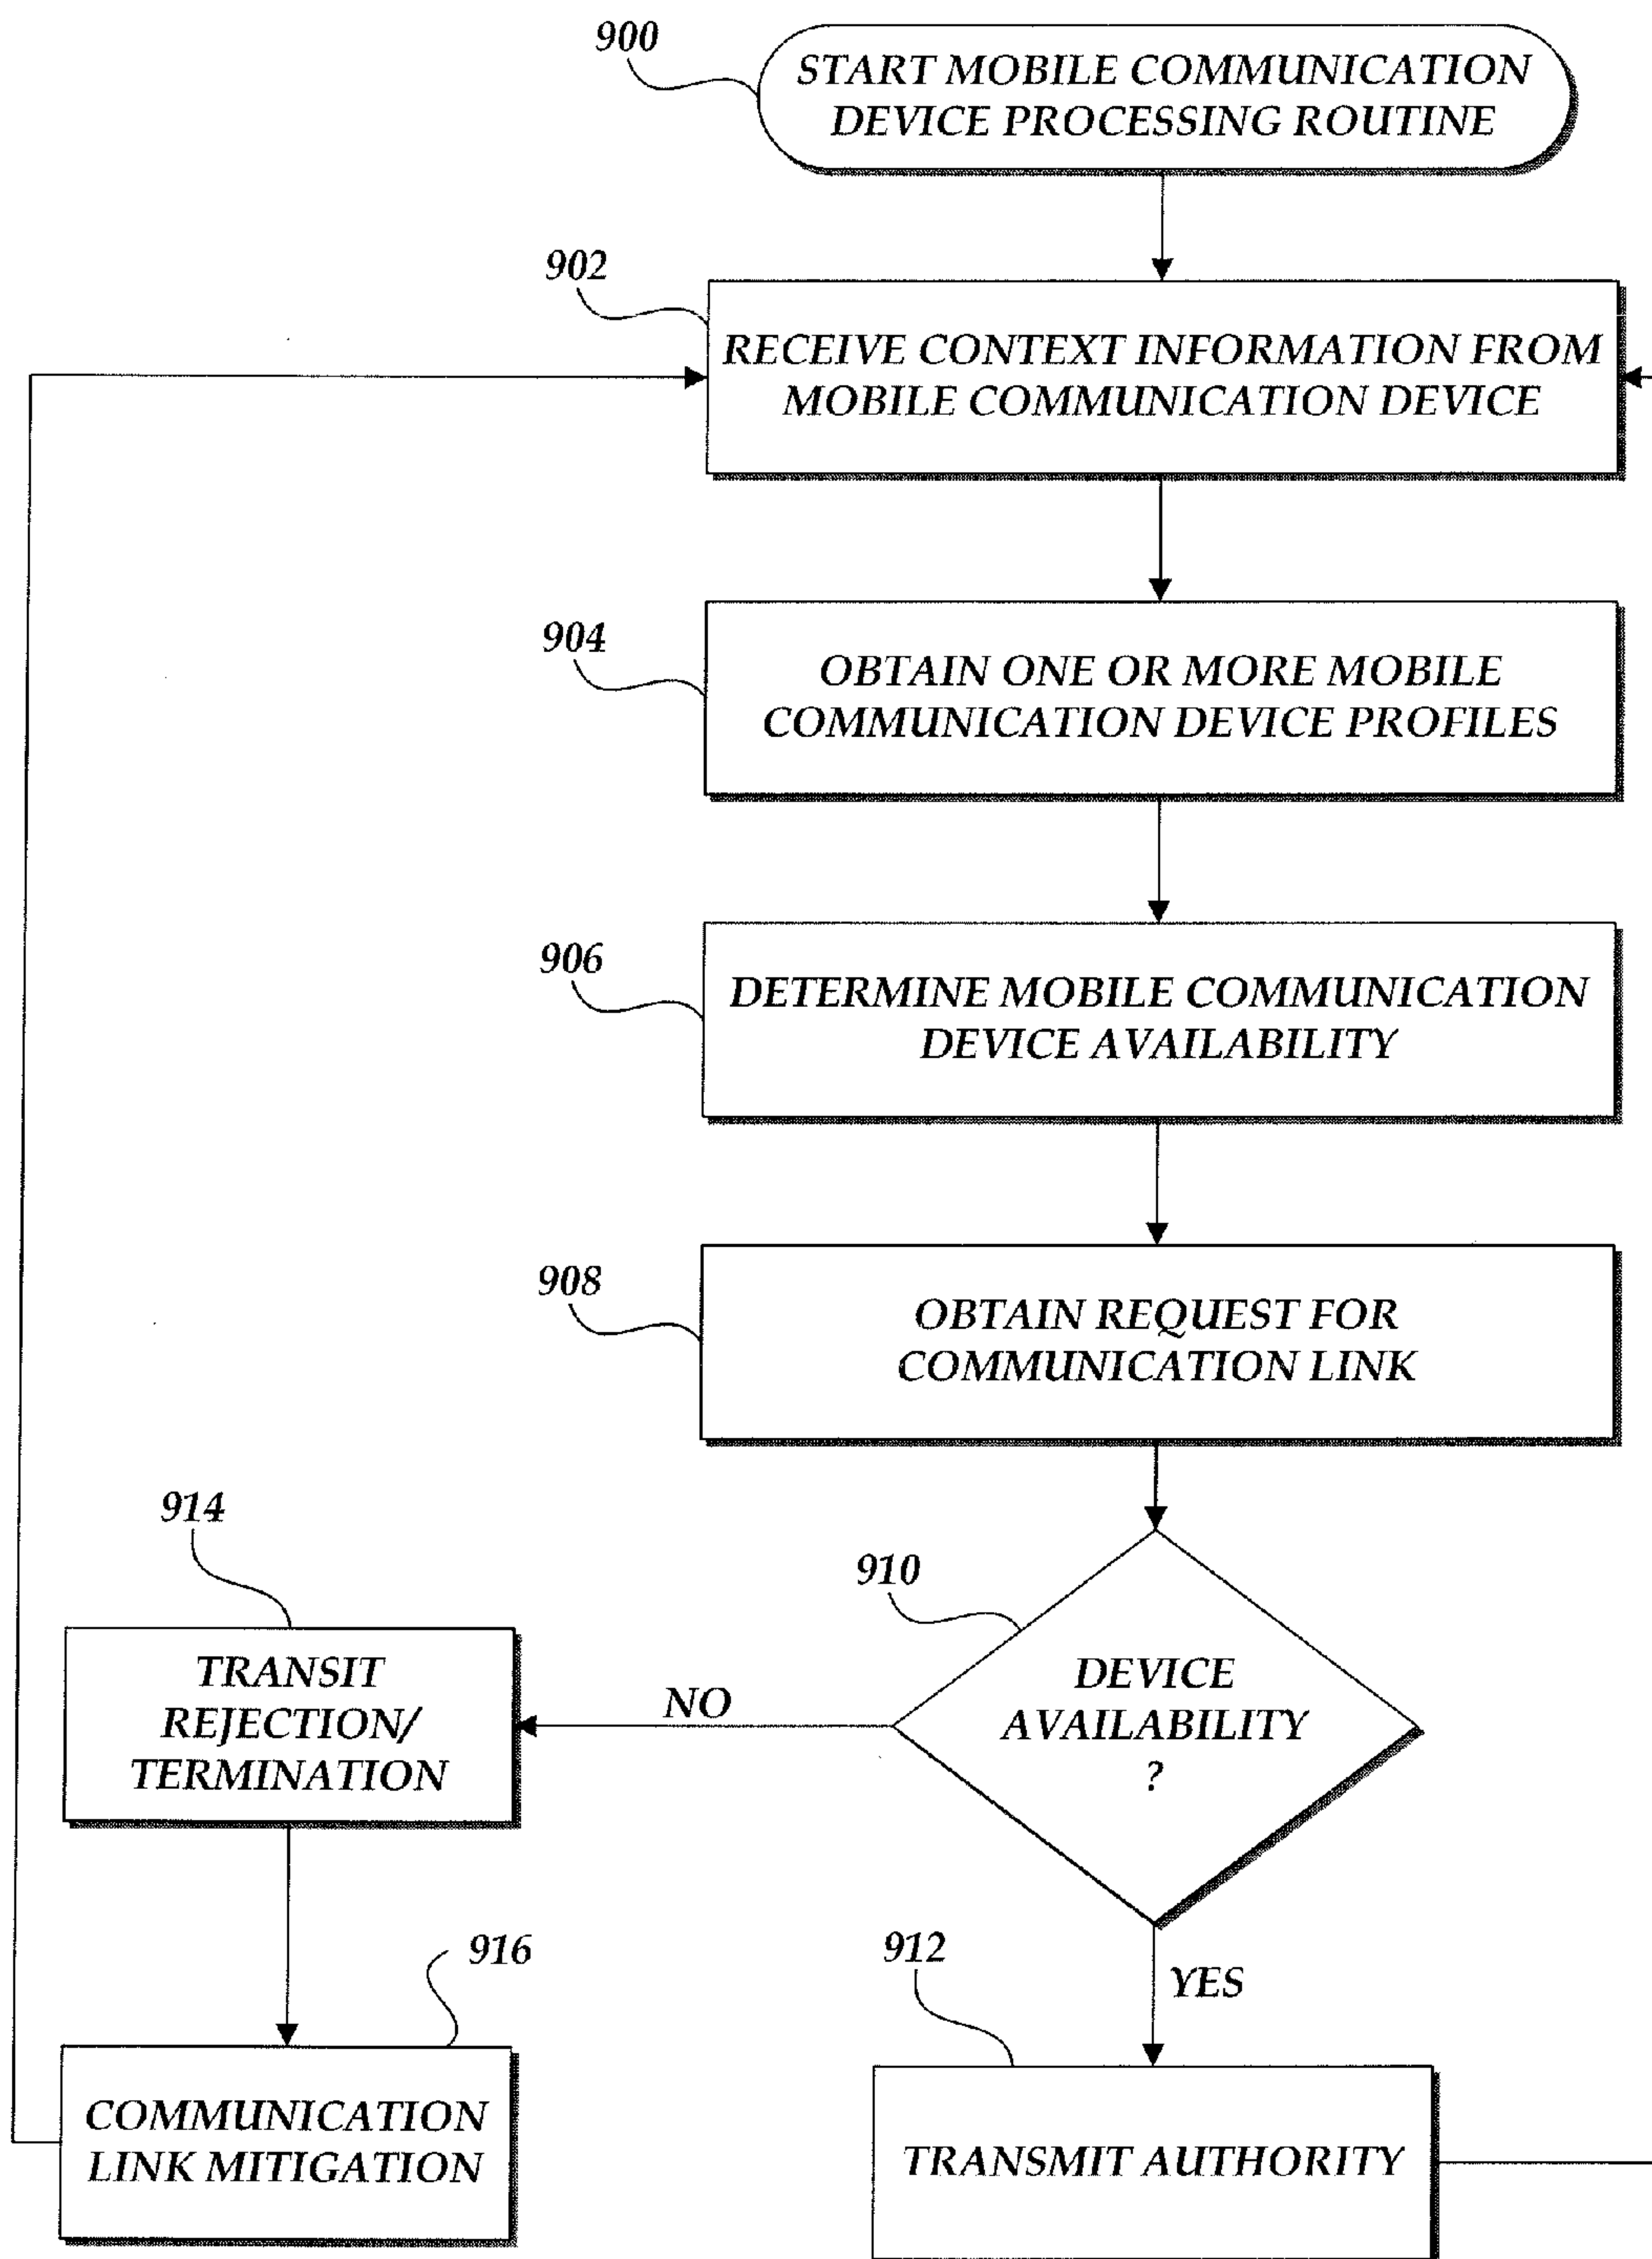 900
START MOBILE COMMUNICATION
DEVICE PROCESSING ROUTINE
902
RECEIVE CONTEXT INFORMATION FROM
MOBILE COMMUNICATION DEVICE
904
OBTAIN ONE OR MORE MOBILE
COMMUNICATION DEVICE PROFILES
906
DETERMINE MOBILE COMMUNICATION
DEVICE AVAILABILITY
908
OBTAIN REQUEST FOR
COMMUNICATION LINK
910
DEVICE
AVAILABILITY
?
NO
914
TRANSIT
REJECTION/
TERMINATION
916
COMMUNICATION
LINK MITIGATION
YES
912
TRANSMIT AUTHORITY